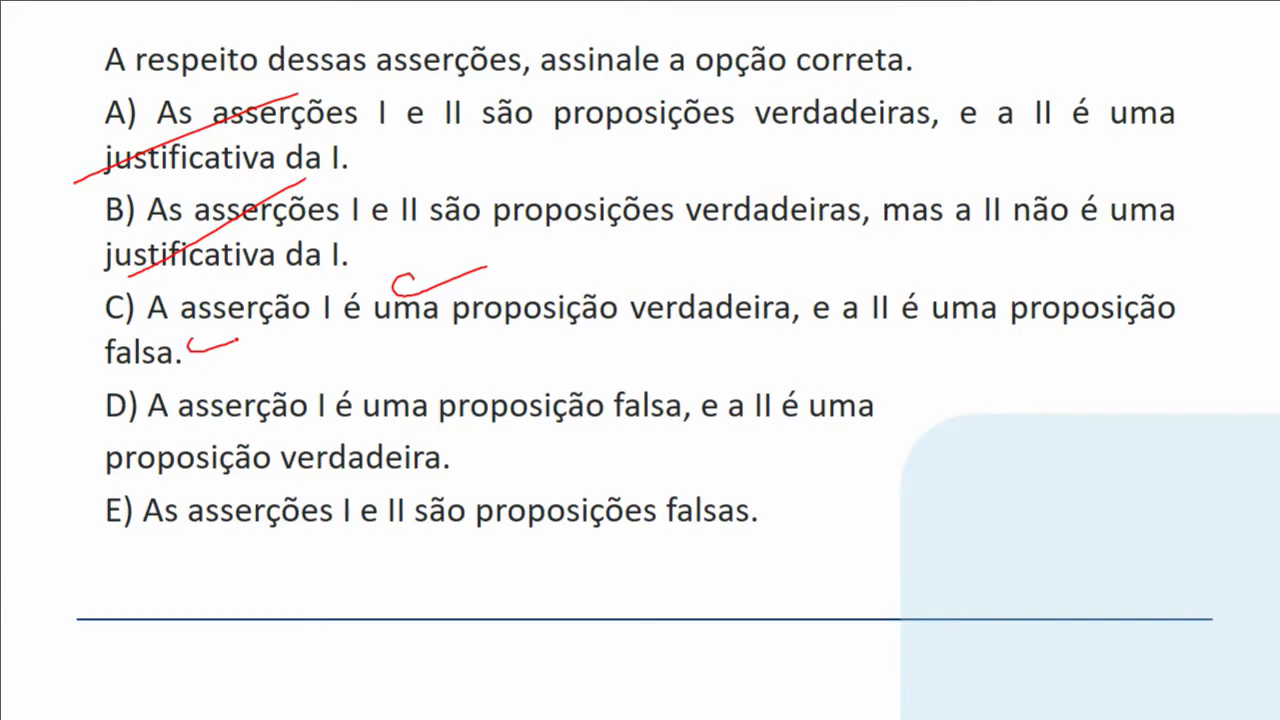 A respeito dessas asserções, assinale a opção correta.
A) As asserções I e II são proposições verdadeiras, e a II é uma
justificativa da I.
B) As asserções I e II são proposições verdadeiras, mas a II não é uma
justificativa da I.
C) A asserção I é uma proposição verdadeira, e a II é uma proposição
falsa.
D) A asserção I é uma proposição falsa, e a II é uma
proposição verdadeira.
E) As asserções I e II são proposições falsas.